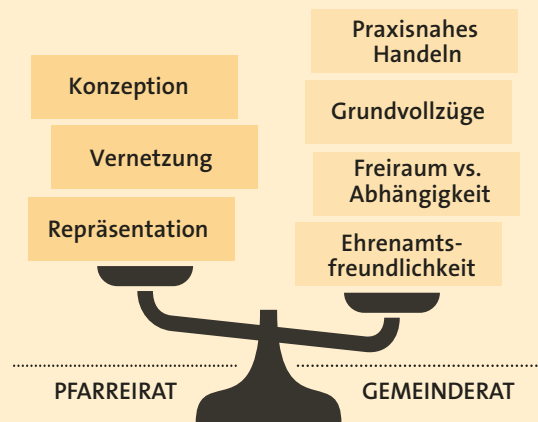 Konzeption
Vernetzung
Repräsentation
PFARREIRAT
Praxisnahes
Handeln
Grundvollzüge
Freiraum vs.
Abhängigkeit
Ehrenamts-
freundlichkeit
GEMEINDERAT